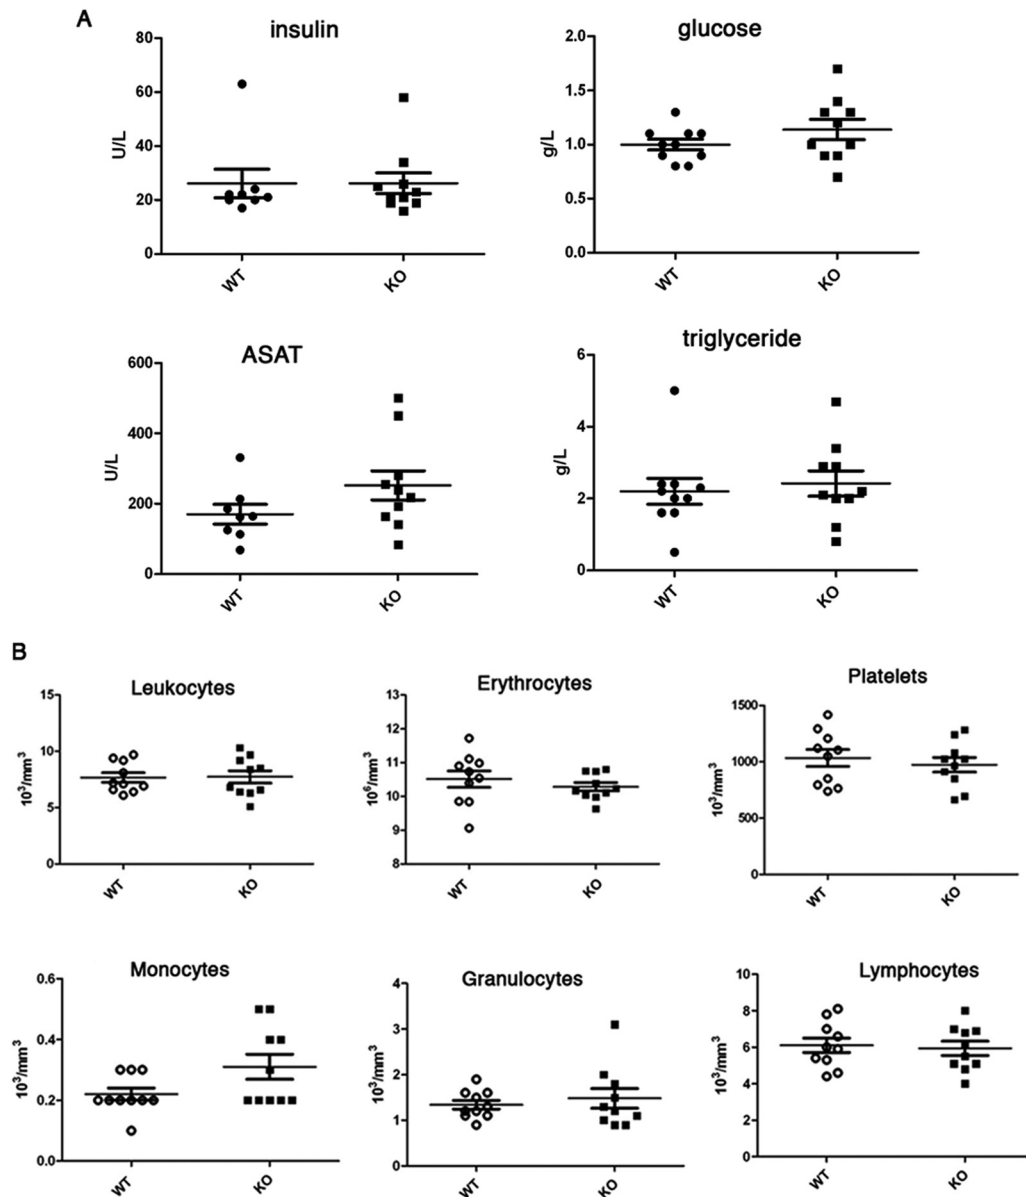 A
insulin
U/L
80
60
40
20
0
WT
KO
glucose
g/L
2.0
1.5
1.0
0.5
0.0
WT
KO
ASAT
U/L
600
400
200
0
WT
KO
triglyceride
g/L
6
4
2
0
WT
KO
B
Leukocytes
10³/mm³
15
10
5
0
WT
KO
Erythrocytes
10⁶/mm³
13
12
11
10
9
8
WT
KO
Platelets
10³/mm³
1500
1000
500
0
WT
KO
Monocytes
10³/mm³
0.6
0.4
0.2
0.0
WT
KO
Granulocytes
10³/mm³
4
3
2
1
0
WT
KO
Lymphocytes
10³/mm³
10
8
6
4
2
0
WT
KO